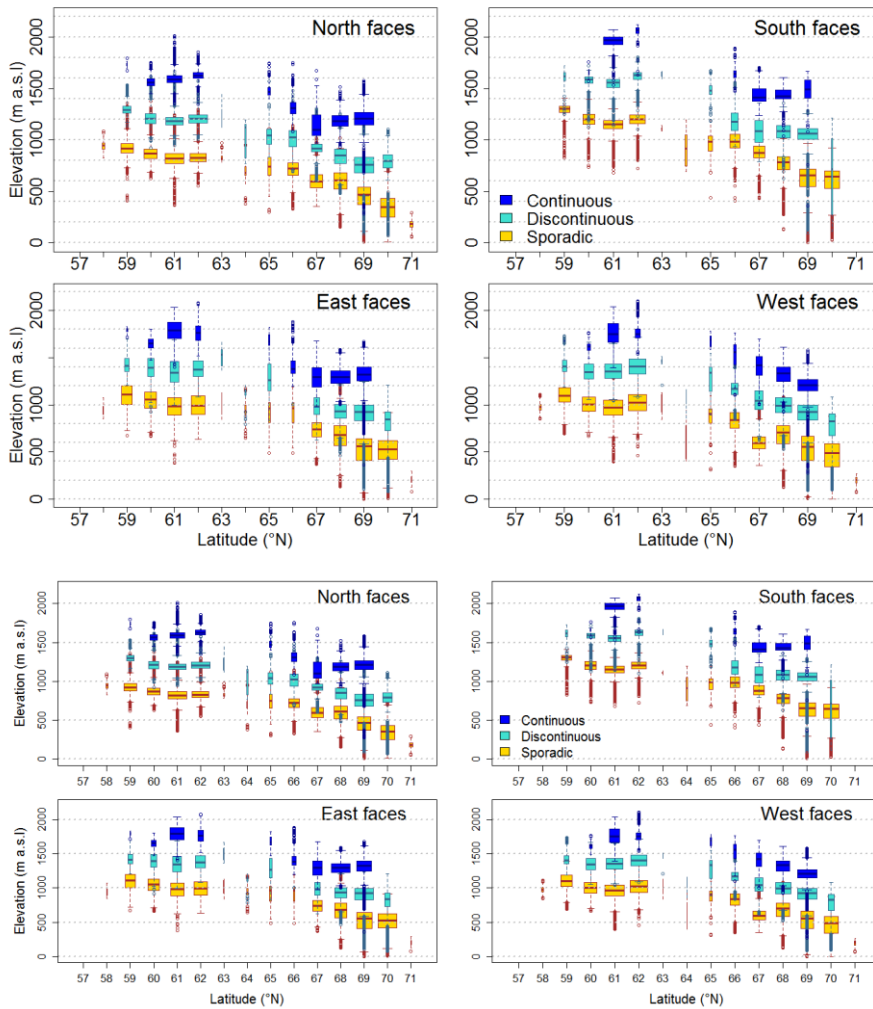 North faces
South faces
Elevation (m a.s.l)
0 500 1000 1500 2000
0 500 1000 1500 2000
Continuous
Discontinuous
Sporadic
57 59 61 63 65 67 69 71
57 59 61 63 65 67 69 71
East faces
West faces
Elevation (m a.s.l)
0 500 1000 2000
0 500 1000 2000
57 59 61 63 65 67 69 71
57 59 61 63 65 67 69 71
Latitude (°N)
Latitude (°N)
North faces
South faces
Elevation (m a.s.l)
0 500 1000 1500 2000
0 500 1000 1500 2000
Continuous
Discontinuous
Sporadic
57 58 59 60 61 62 63 64 65 66 67 68 69 70 71
57 58 59 60 61 62 63 64 65 66 67 68 69 70 71
East faces
West faces
Elevation (m a.s.l)
0 500 1000 1500 2000
0 500 1000 1500 2000
57 58 59 60 61 62 63 64 65 66 67 68 69 70 71
57 58 59 60 61 62 63 64 65 66 67 68 69 70 71
Latitude (°N)
Latitude (°N)